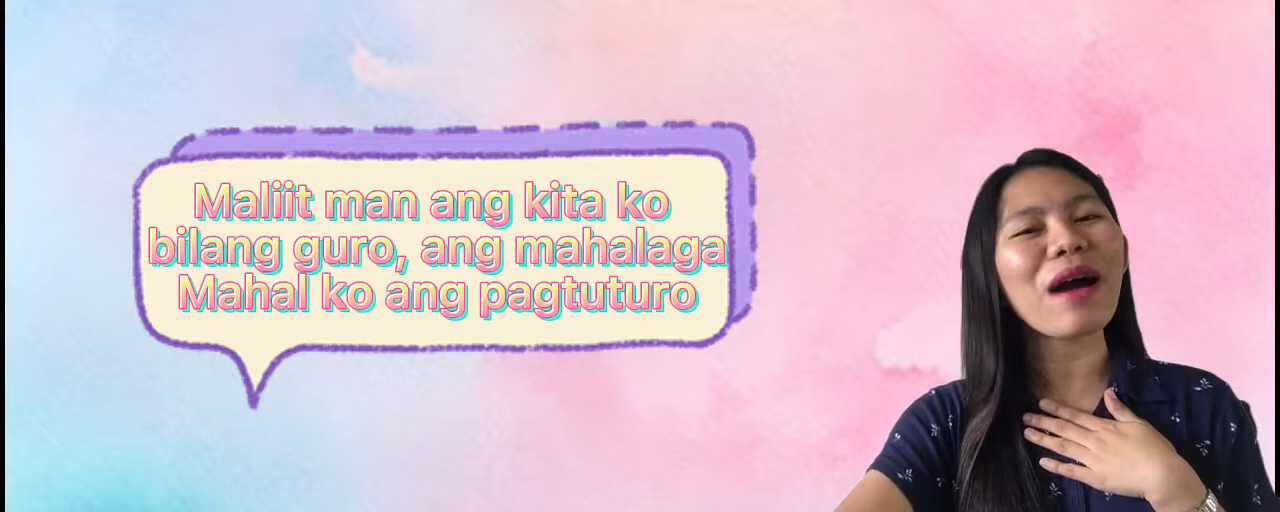 Maliit man ang kita ko
bilang guro, ang mahalaga
Mahal ko ang pagtuturo